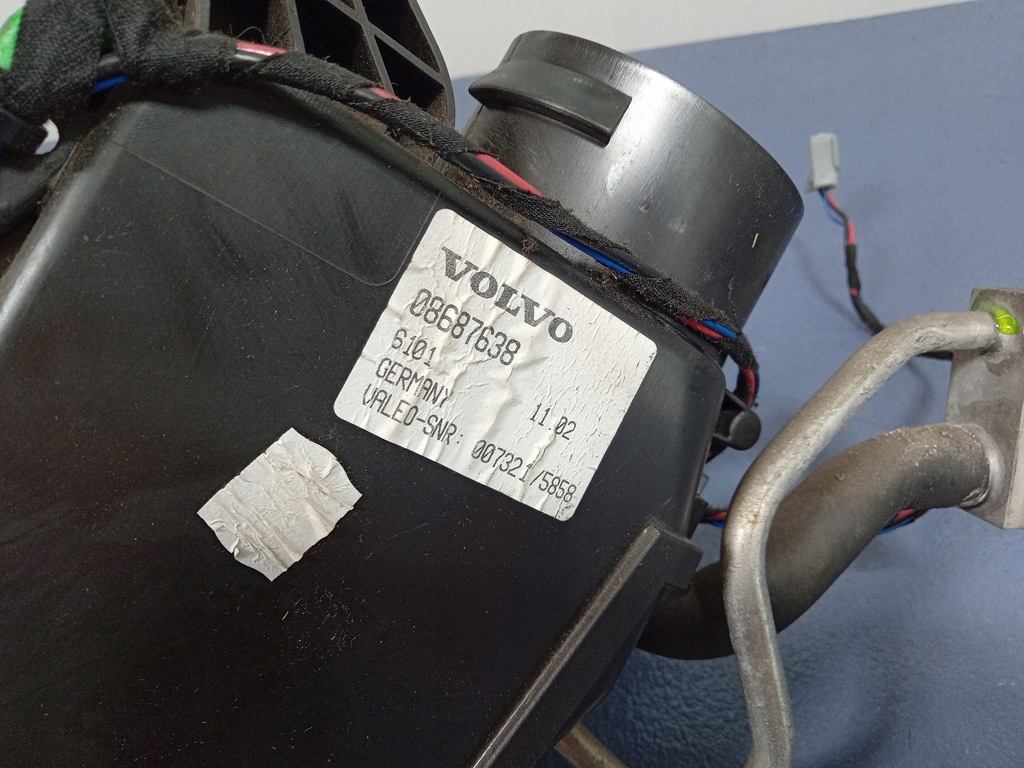 VOLVO
08687638
6101
GERMANY 11.02
VALEO-SNR: 007321/5858